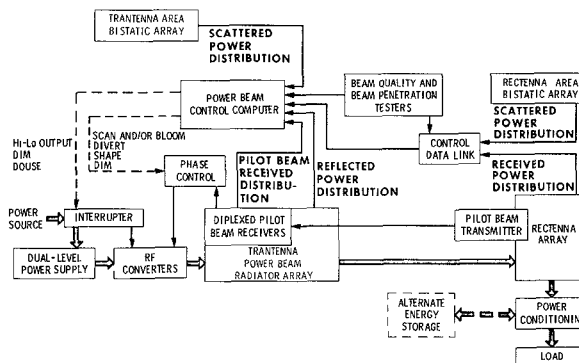 TRANTENNA AREA
BISTATIC ARRAY
SCATTERED
POWER
DISTRIBUTION
POWER BEAM
CONTROL COMPUTER
BEAM QUALITY AND
BEAM PENETRATION
TESTERS
RECTENNA AREA
BISTATIC ARRAY
SCATTERED
POWER
DISTRIBUTION
CONTROL
DATA LINK
RECEIVED
POWER
DISTRIBUTION
Hi-Lo OUTPUT
DIM
DOUSE
SCAN AND/OR BLOOM
DIVERT
SHAPE
DIM
PHASE
CONTROL
PILOT BEAM
RECEIVED
DISTRIBU-
TION
REFLECTED
POWER
DISTRIBUTION
POWER
SOURCE
INTERRUPTER
DIPLEXED PILOT
BEAM RECEIVERS
PILOT BEAM
TRANSMITTER
RECTENNA
ARRAY
DUAL-LEVEL
POWER SUPPLY
RF
CONVERTERS
TRANTENNA
POWER BEAM
RADIATOR ARRAY
ALTERNATE
ENERGY
STORAGE
POWER
CONDITIONING
LOAD